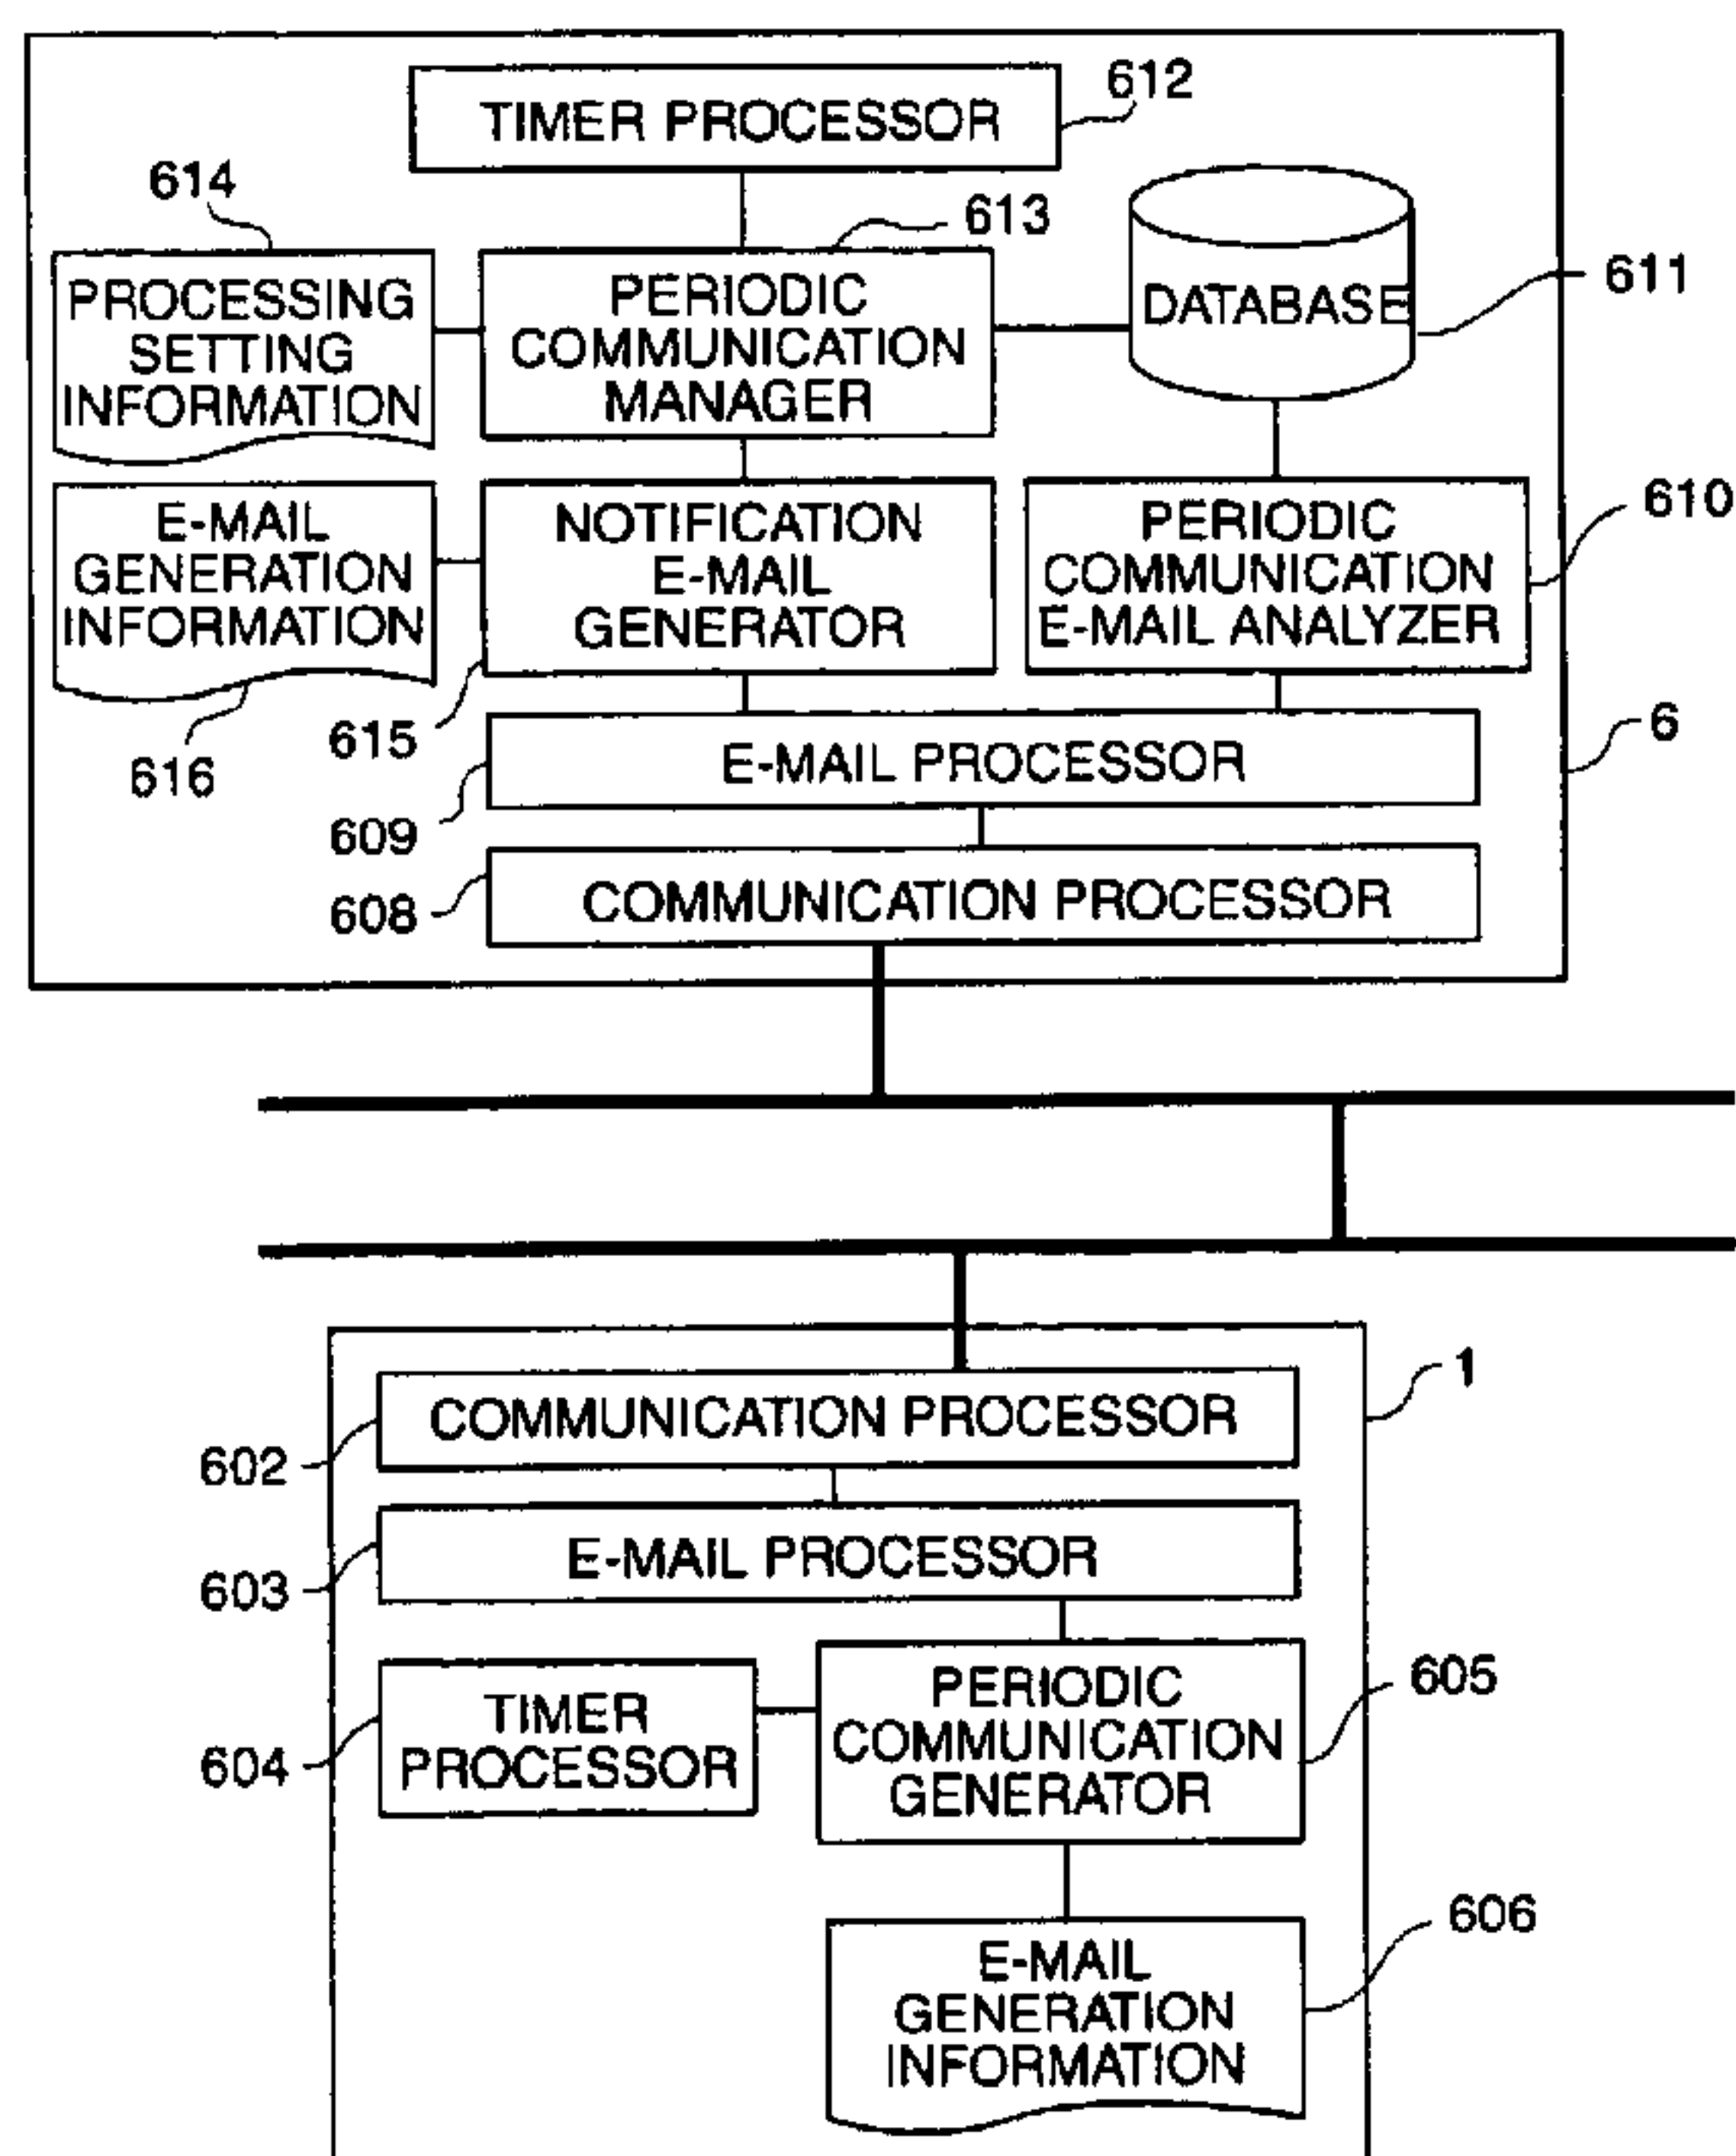 TIMER PROCESSOR
612
614
613
PROCESSING
SETTING
INFORMATION
PERIODIC
COMMUNICATION
MANAGER
DATABASE
611
E-MAIL
GENERATION
INFORMATION
NOTIFICATION
E-MAIL
GENERATOR
PERIODIC
COMMUNICATION
E-MAIL ANALYZER
610
616
615
E-MAIL PROCESSOR
6
609
608
COMMUNICATION PROCESSOR
1
COMMUNICATION PROCESSOR
602
E-MAIL PROCESSOR
603
TIMER
PROCESSOR
604
PERIODIC
COMMUNICATION
GENERATOR
605
E-MAIL
GENERATION
INFORMATION
606